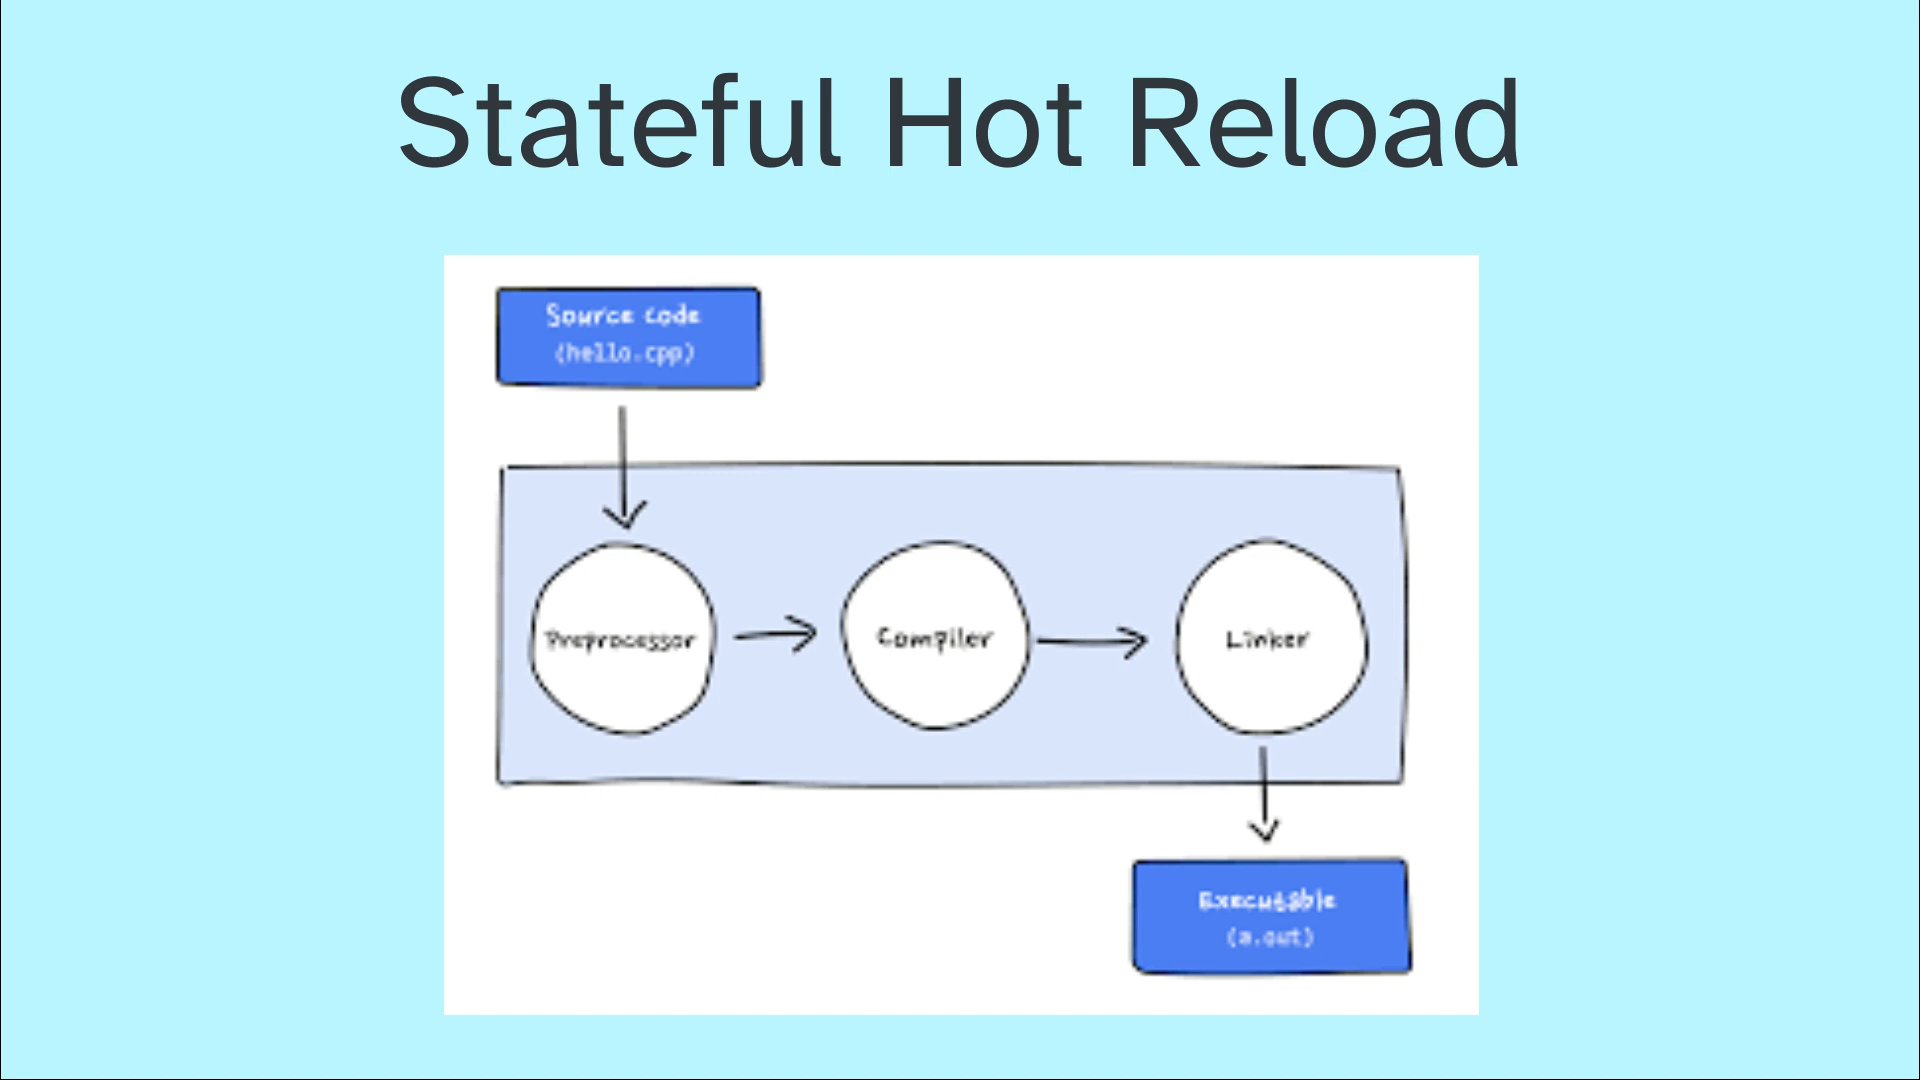 Stateful Hot Reload
Source code
(hello.cpp)
Preprocessor
Compiler
Linker
Executable
(a.out)